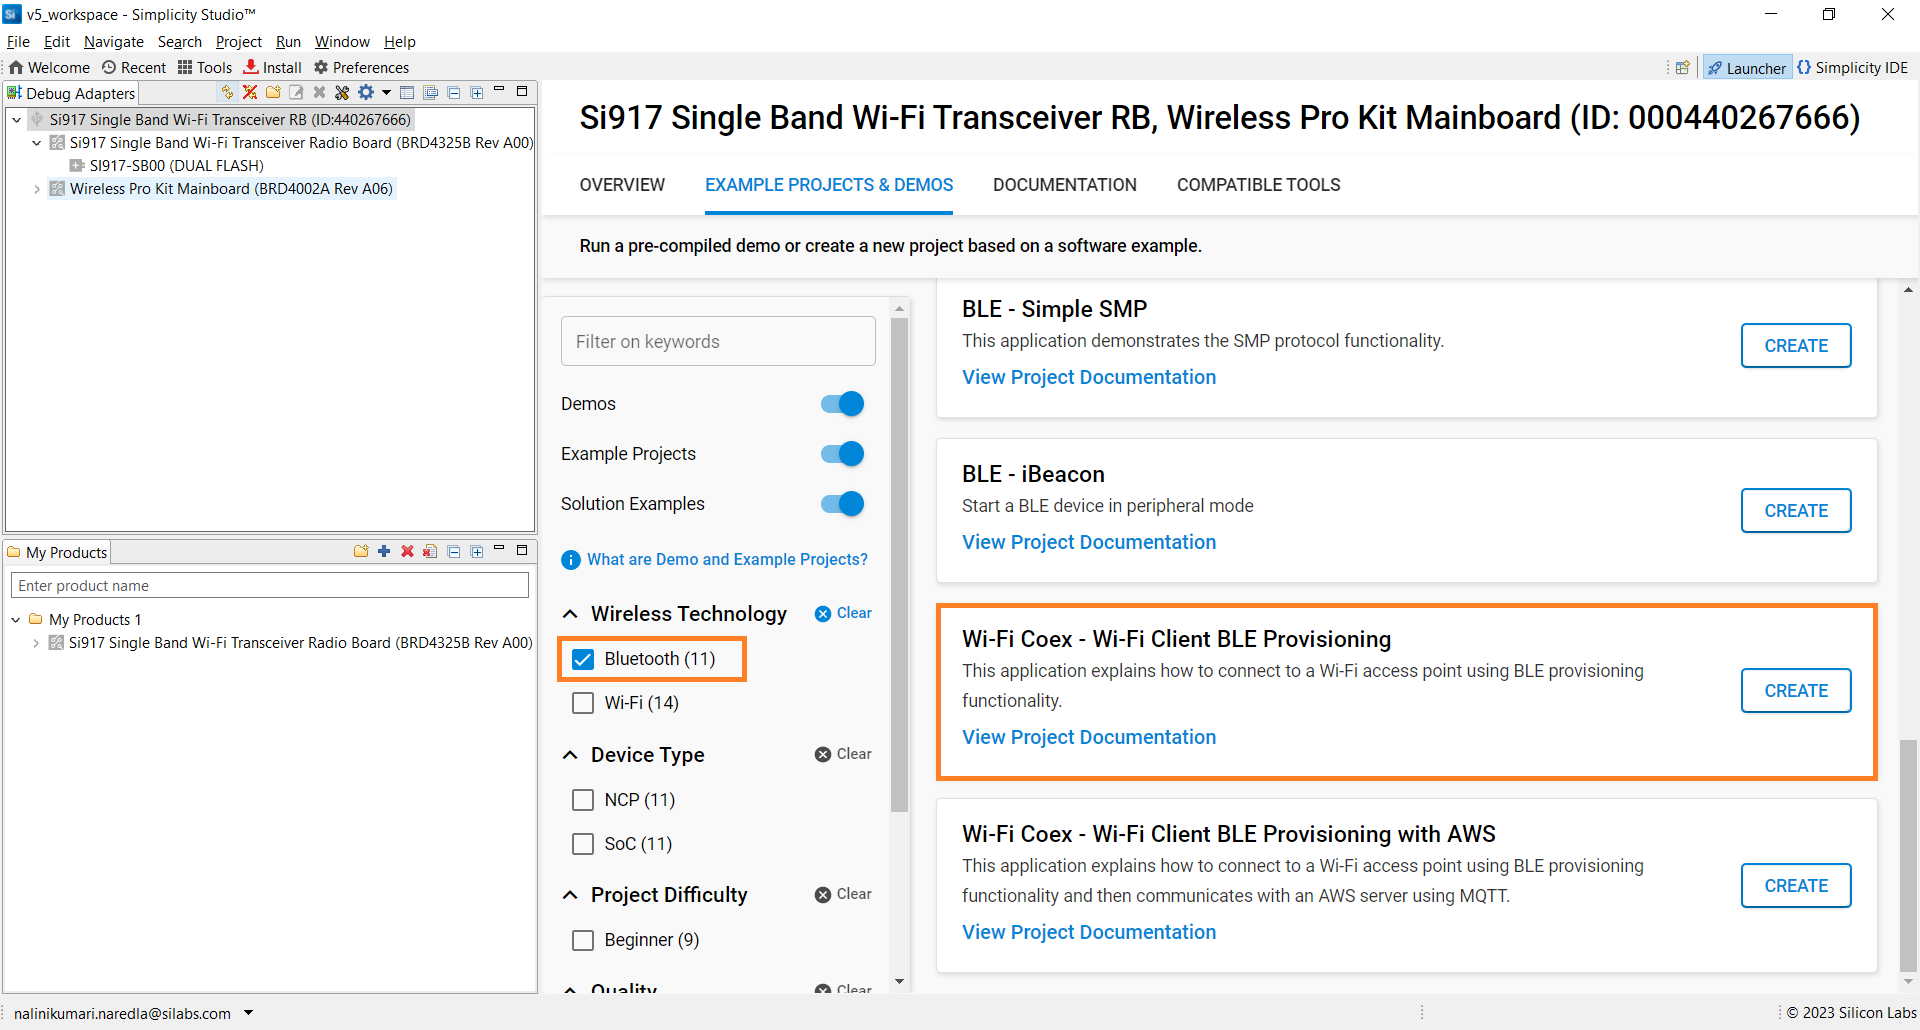 v5_workspace - Simplicity Studio™
File Edit Navigate Search Project Run Window Help
Welcome Recent Tools Install Preferences
Launcher Simplicity IDE
Debug Adapters
Si917 Single Band Wi-Fi Transceiver RB (ID:440267666)
Si917 Single Band Wi-Fi Transceiver Radio Board (BRD4325B Rev A00)
SI917-SB00 (DUAL FLASH)
Wireless Pro Kit Mainboard (BRD4002A Rev A06)
My Products
Enter product name
My Products 1
Si917 Single Band Wi-Fi Transceiver Radio Board (BRD4325B Rev A00)
Si917 Single Band Wi-Fi Transceiver RB, Wireless Pro Kit Mainboard (ID: 000440267666)
OVERVIEW EXAMPLE PROJECTS & DEMOS DOCUMENTATION COMPATIBLE TOOLS
Run a pre-compiled demo or create a new project based on a software example.
Filter on keywords
Demos
Example Projects
Solution Examples
What are Demo and Example Projects?
Wireless Technology Clear
Bluetooth (11)
Wi-Fi (14)
Device Type Clear
NCP (11)
SoC (11)
Project Difficulty Clear
Beginner (9)
Quality Clear
BLE - Simple SMP
This application demonstrates the SMP protocol functionality.
View Project Documentation
CREATE
BLE - iBeacon
Start a BLE device in peripheral mode
View Project Documentation
CREATE
Wi-Fi Coex - Wi-Fi Client BLE Provisioning
This application explains how to connect to a Wi-Fi access point using BLE provisioning
functionality.
View Project Documentation
CREATE
Wi-Fi Coex - Wi-Fi Client BLE Provisioning with AWS
This application explains how to connect to a Wi-Fi access point using BLE provisioning
functionality and then communicates with an AWS server using MQTT.
View Project Documentation
CREATE
nalinikumari.naredla@silabs.com
© 2023 Silicon Labs